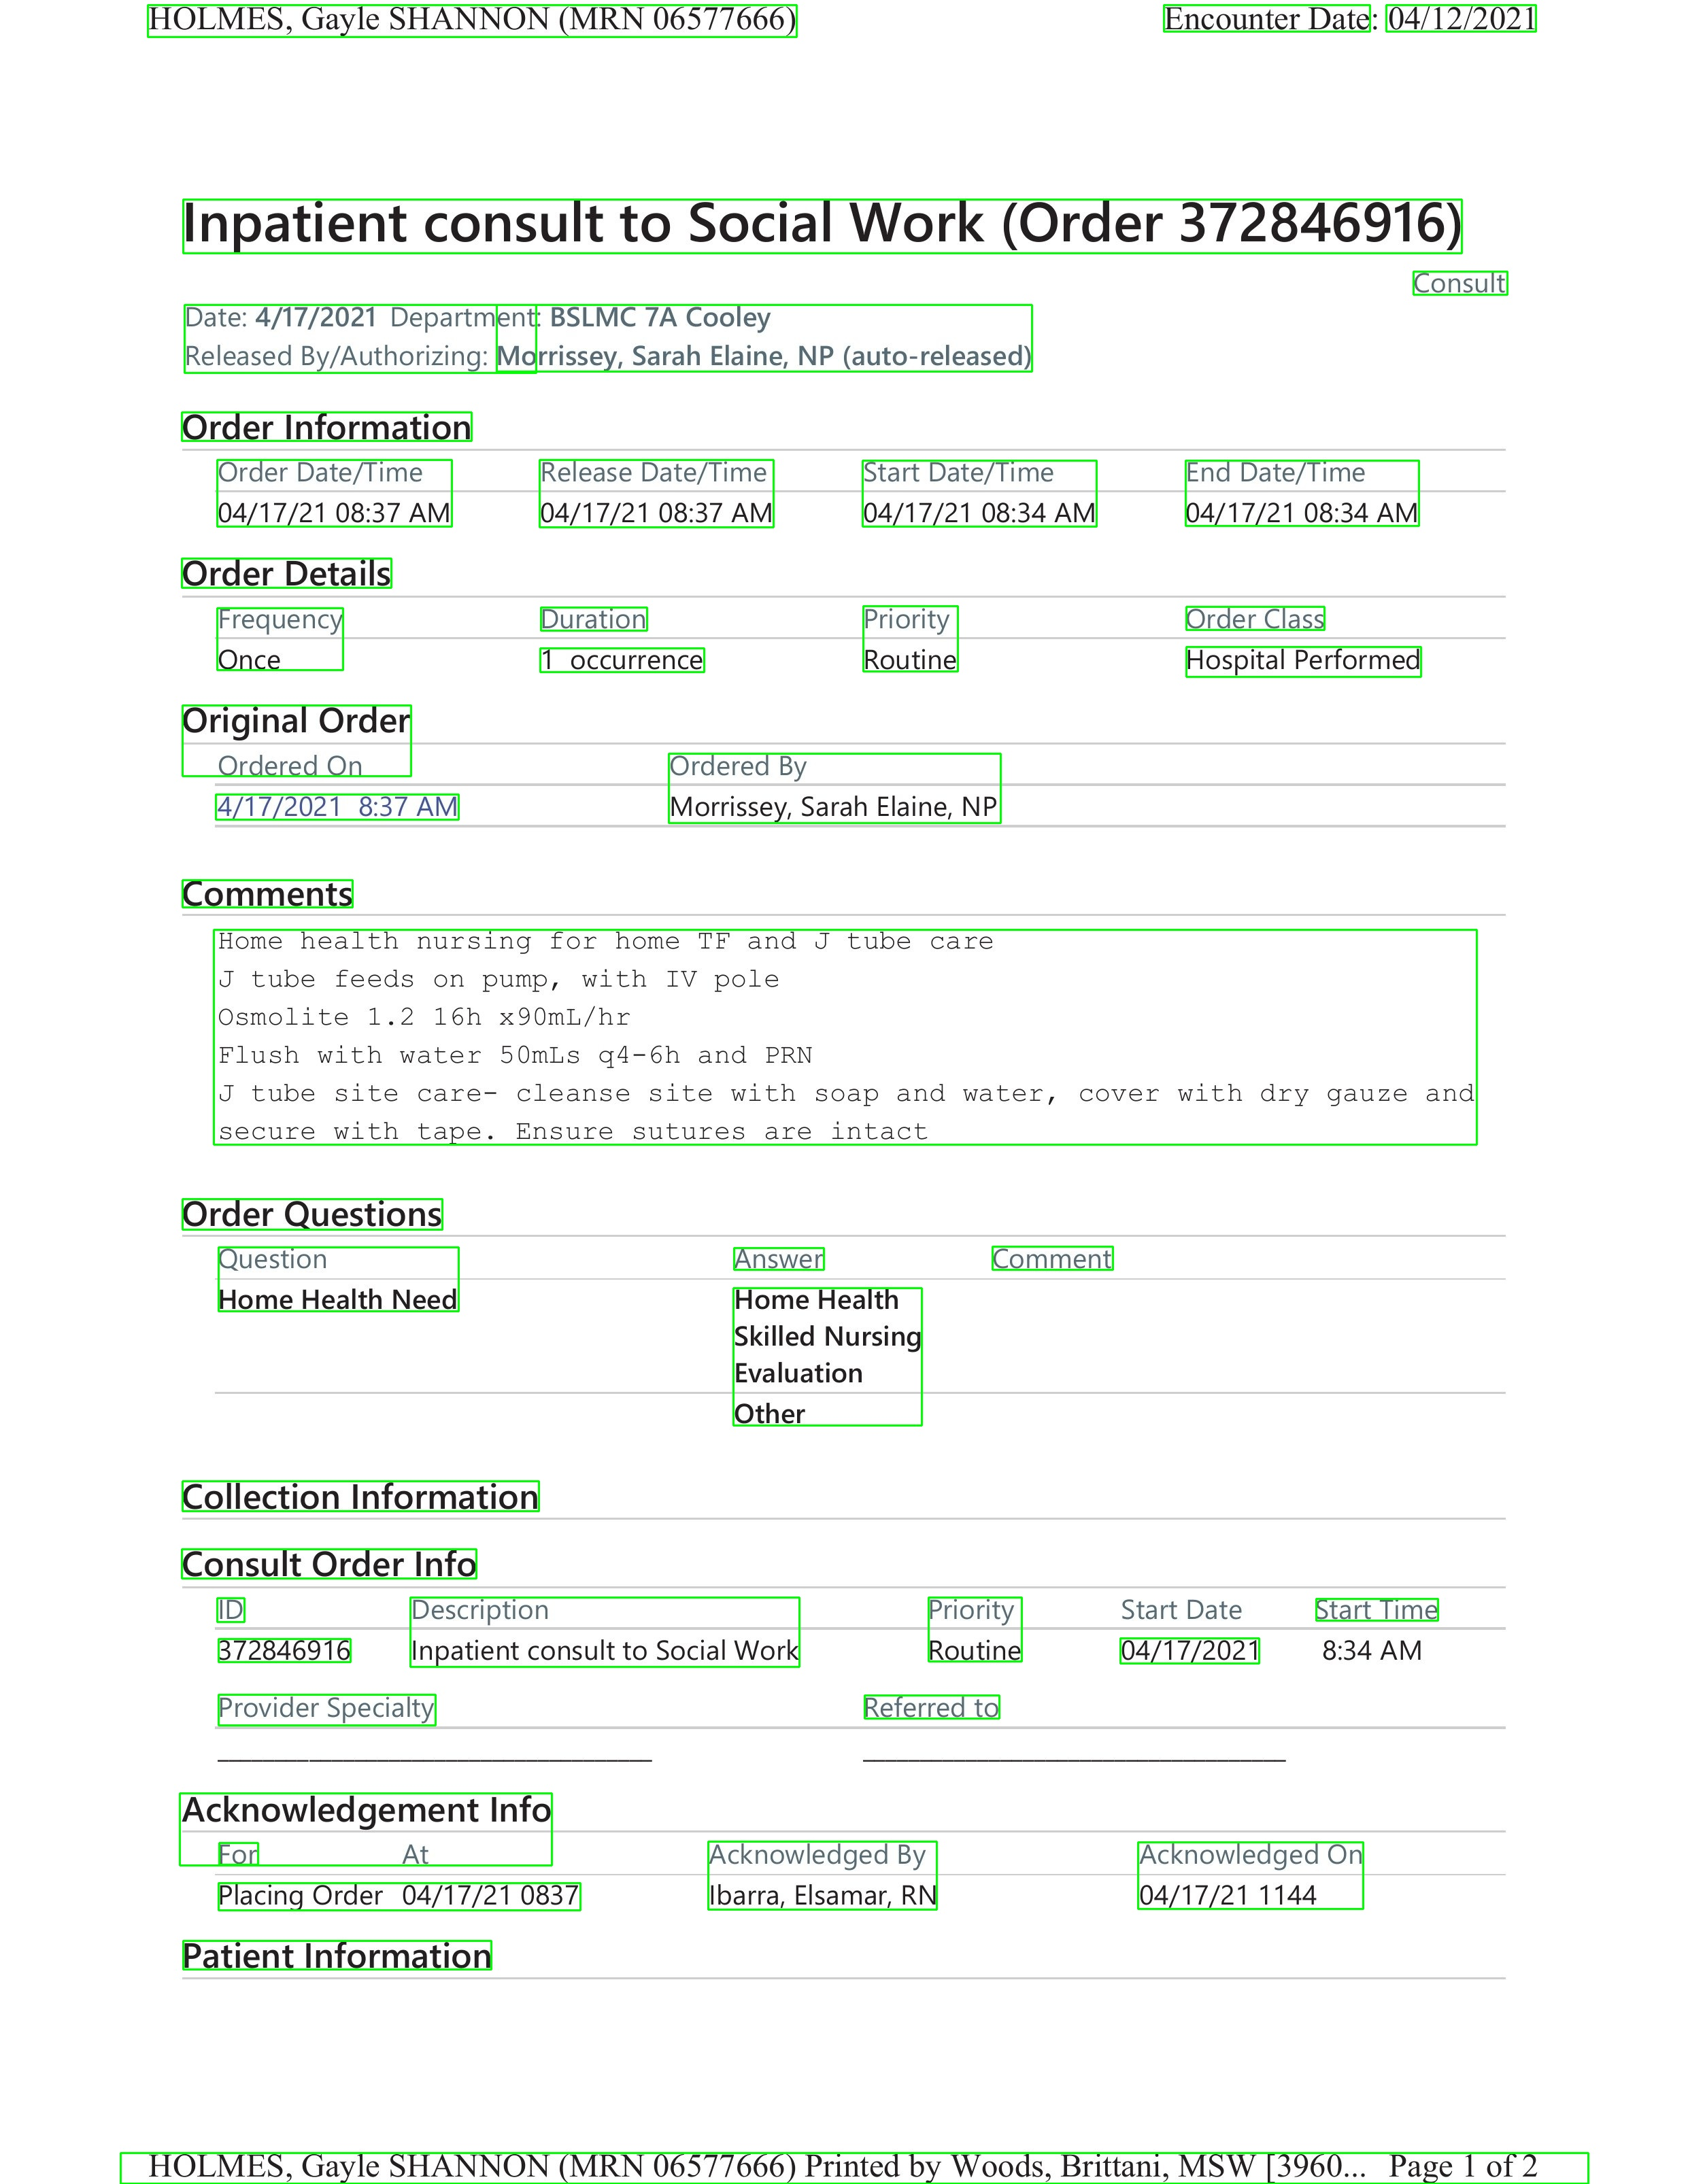 HOLMES, Gayle SHANNON (MRN 06577666) Encounter Date: 04/12/2021
Inpatient consult to Social Work (Order 372846916)
Consult
Date: 4/17/2021 Department: BSLMC 7A Cooley
Released By/Authorizing: Morrissey, Sarah Elaine, NP (auto-released)
Order Information
Order Date/Time Release Date/Time Start Date/Time End Date/Time
04/17/21 08:37 AM 04/17/21 08:37 AM 04/17/21 08:34 AM 04/17/21 08:34 AM
Order Details
Frequency Duration Priority Order Class
Once 1 occurrence Routine Hospital Performed
Original Order
Ordered On Ordered By
4/17/2021 8:37 AM Morrissey, Sarah Elaine, NP
Comments
Home health nursing for home TF and J tube care
J tube feeds on pump, with IV pole
Osmolite 1.2 16h x90mL/hr
Flush with water 50mLs q4-6h and PRN
J tube site care- cleanse site with soap and water, cover with dry gauze and
secure with tape. Ensure sutures are intact
Order Questions
Question Answer Comment
Home Health Need Home Health
Skilled Nursing
Evaluation
Other
Collection Information
Consult Order Info
ID Description Priority Start Date Start Time
372846916 Inpatient consult to Social Work Routine 04/17/2021 8:34 AM
Provider Specialty Referred to
Acknowledgement Info
For At Acknowledged By Acknowledged On
Placing Order 04/17/21 0837 Ibarra, Elsamar, RN 04/17/21 1144
Patient Information
HOLMES, Gayle SHANNON (MRN 06577666) Printed by Woods, Brittani, MSW [3960... Page 1 of 2